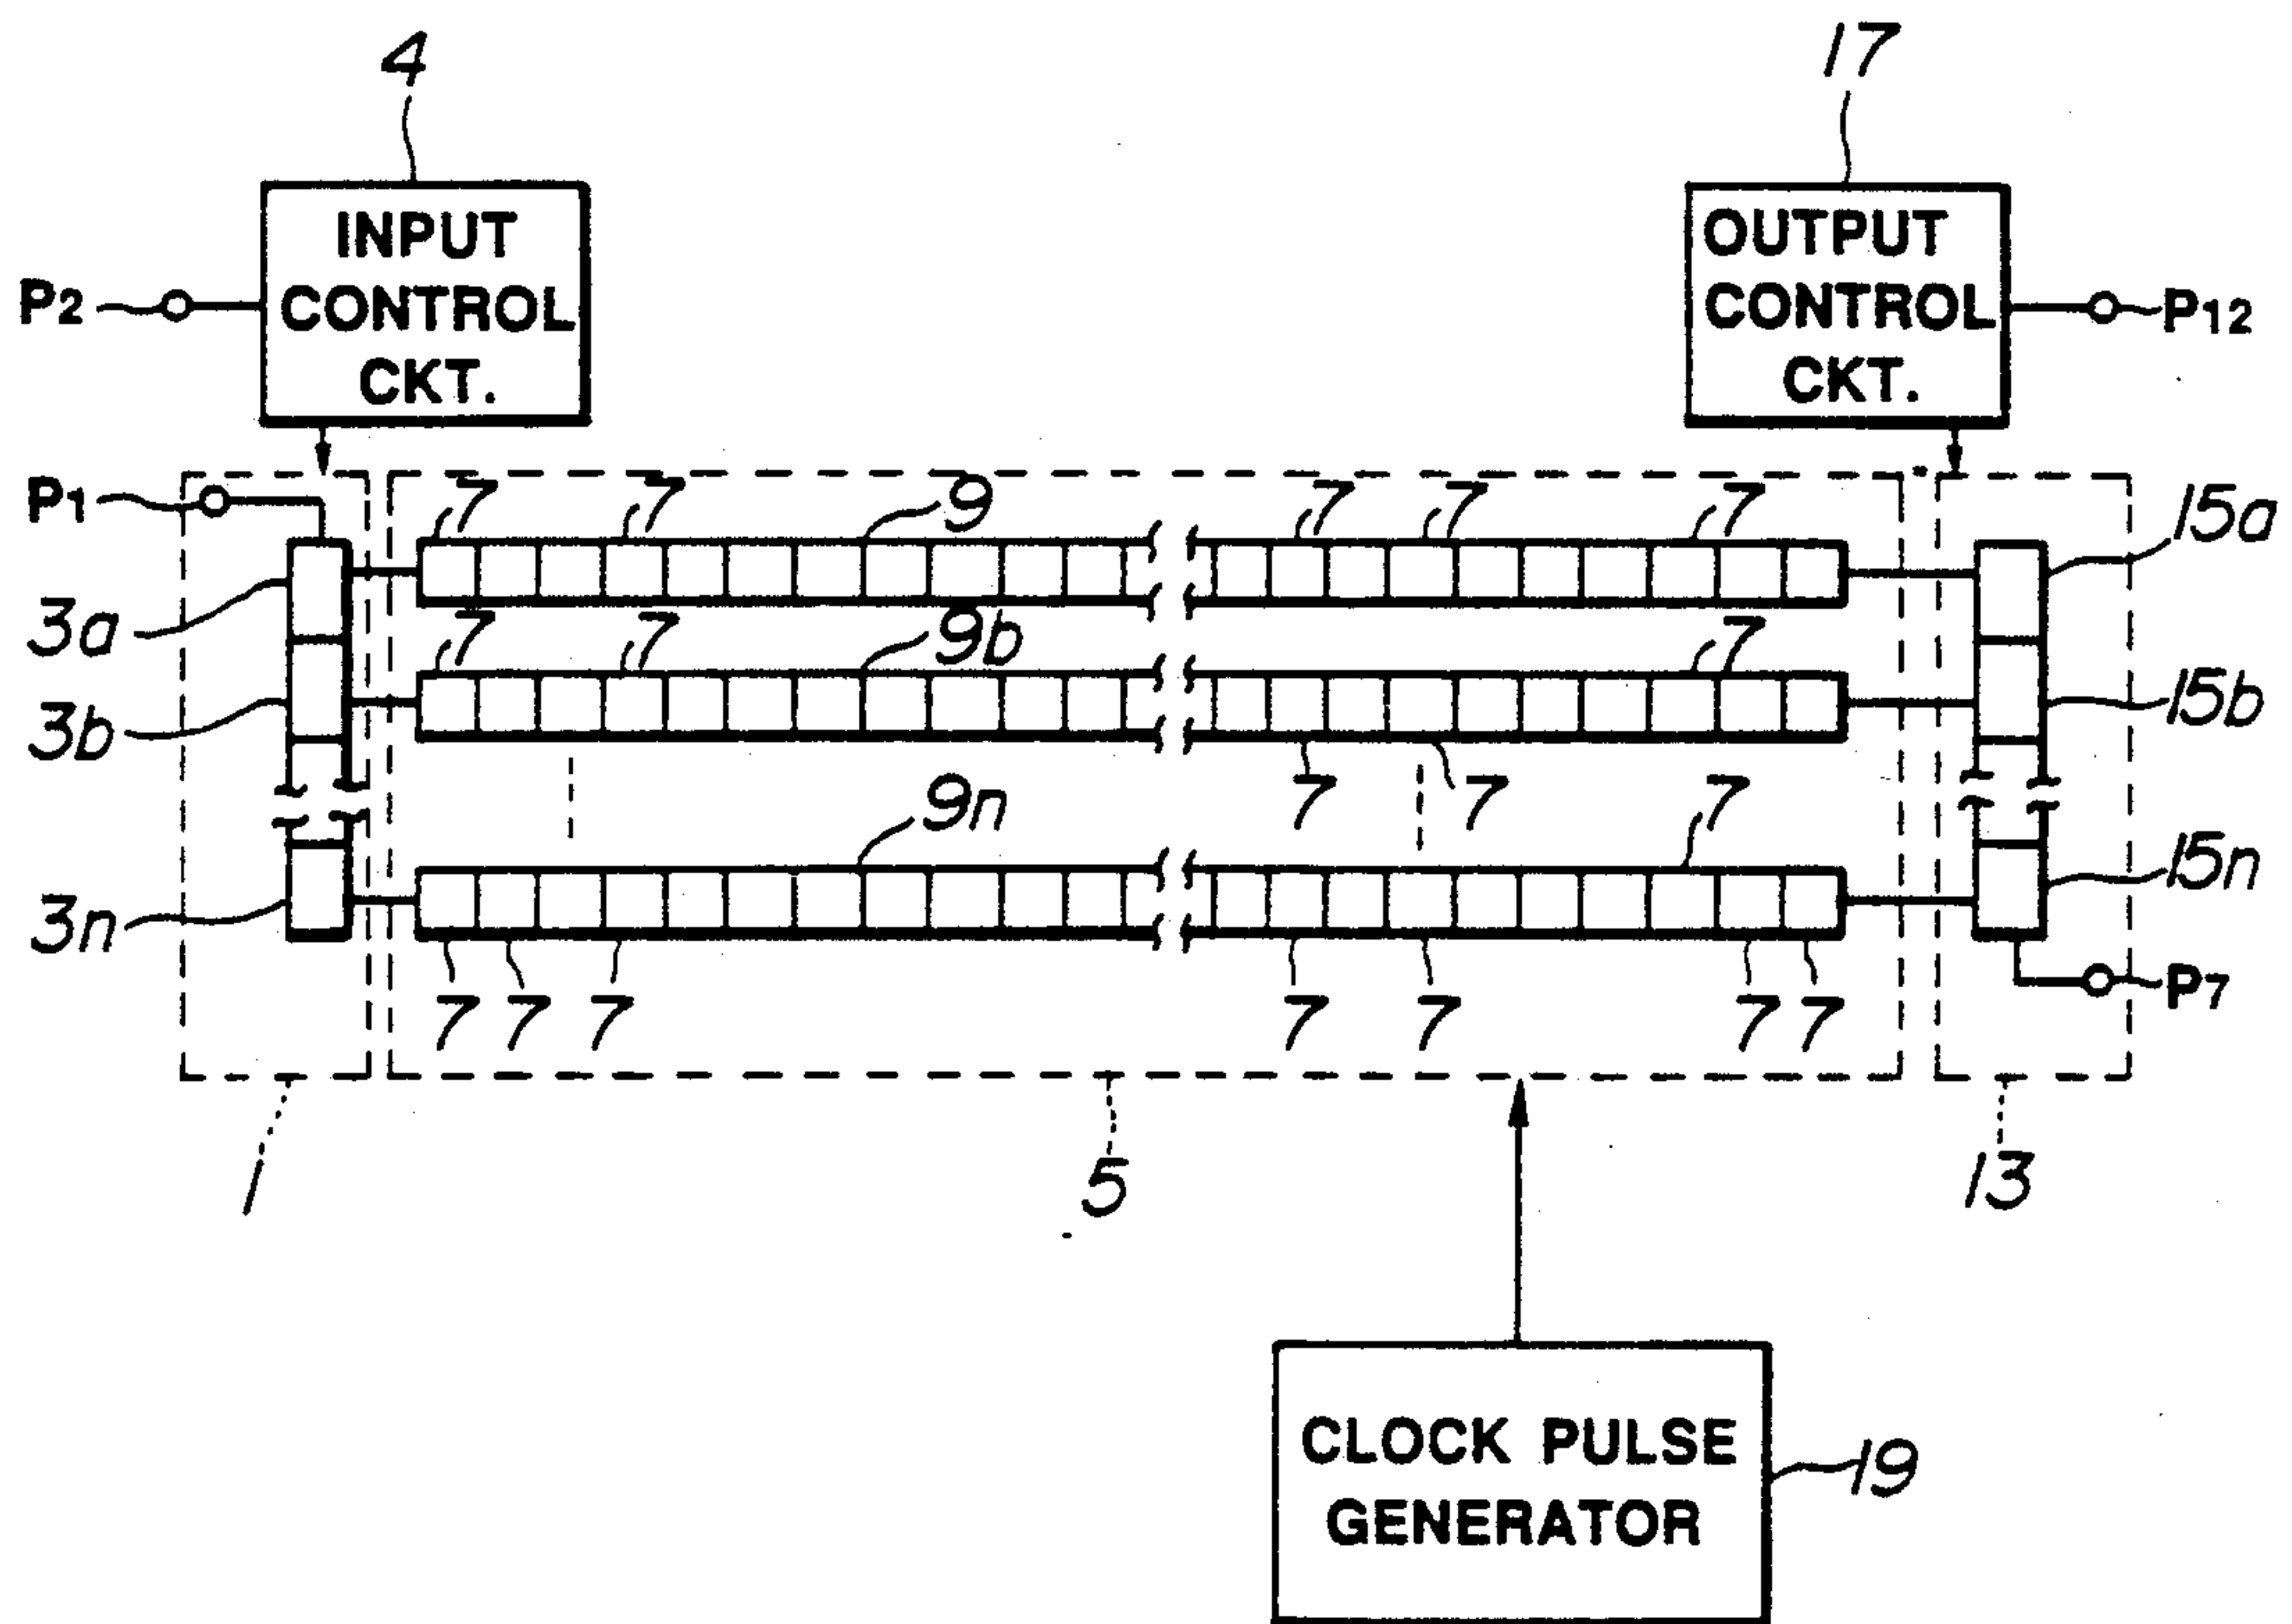 4
17
INPUT
CONTROL
CKT.
OUTPUT
CONTROL
CKT.
P2
P12
P1
7 7 9 7 7 7
15a
3a
7 7 9b 7
3b
15b
9n
7 7 7
3n
15n
7 7 7 7 7 7 7
P7
1
5
13
CLOCK PULSE
GENERATOR
19